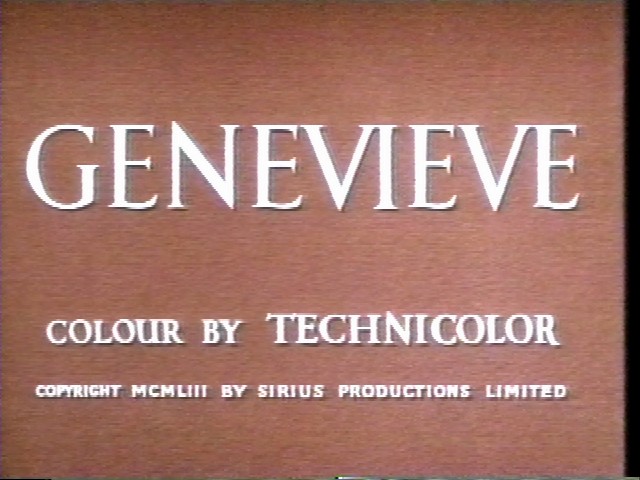 GENEVIEVE
COLOUR BY TECHNICOLOR
COPYRIGHT MCMLIII BY SIRIUS PRODUCTIONS LIMITED